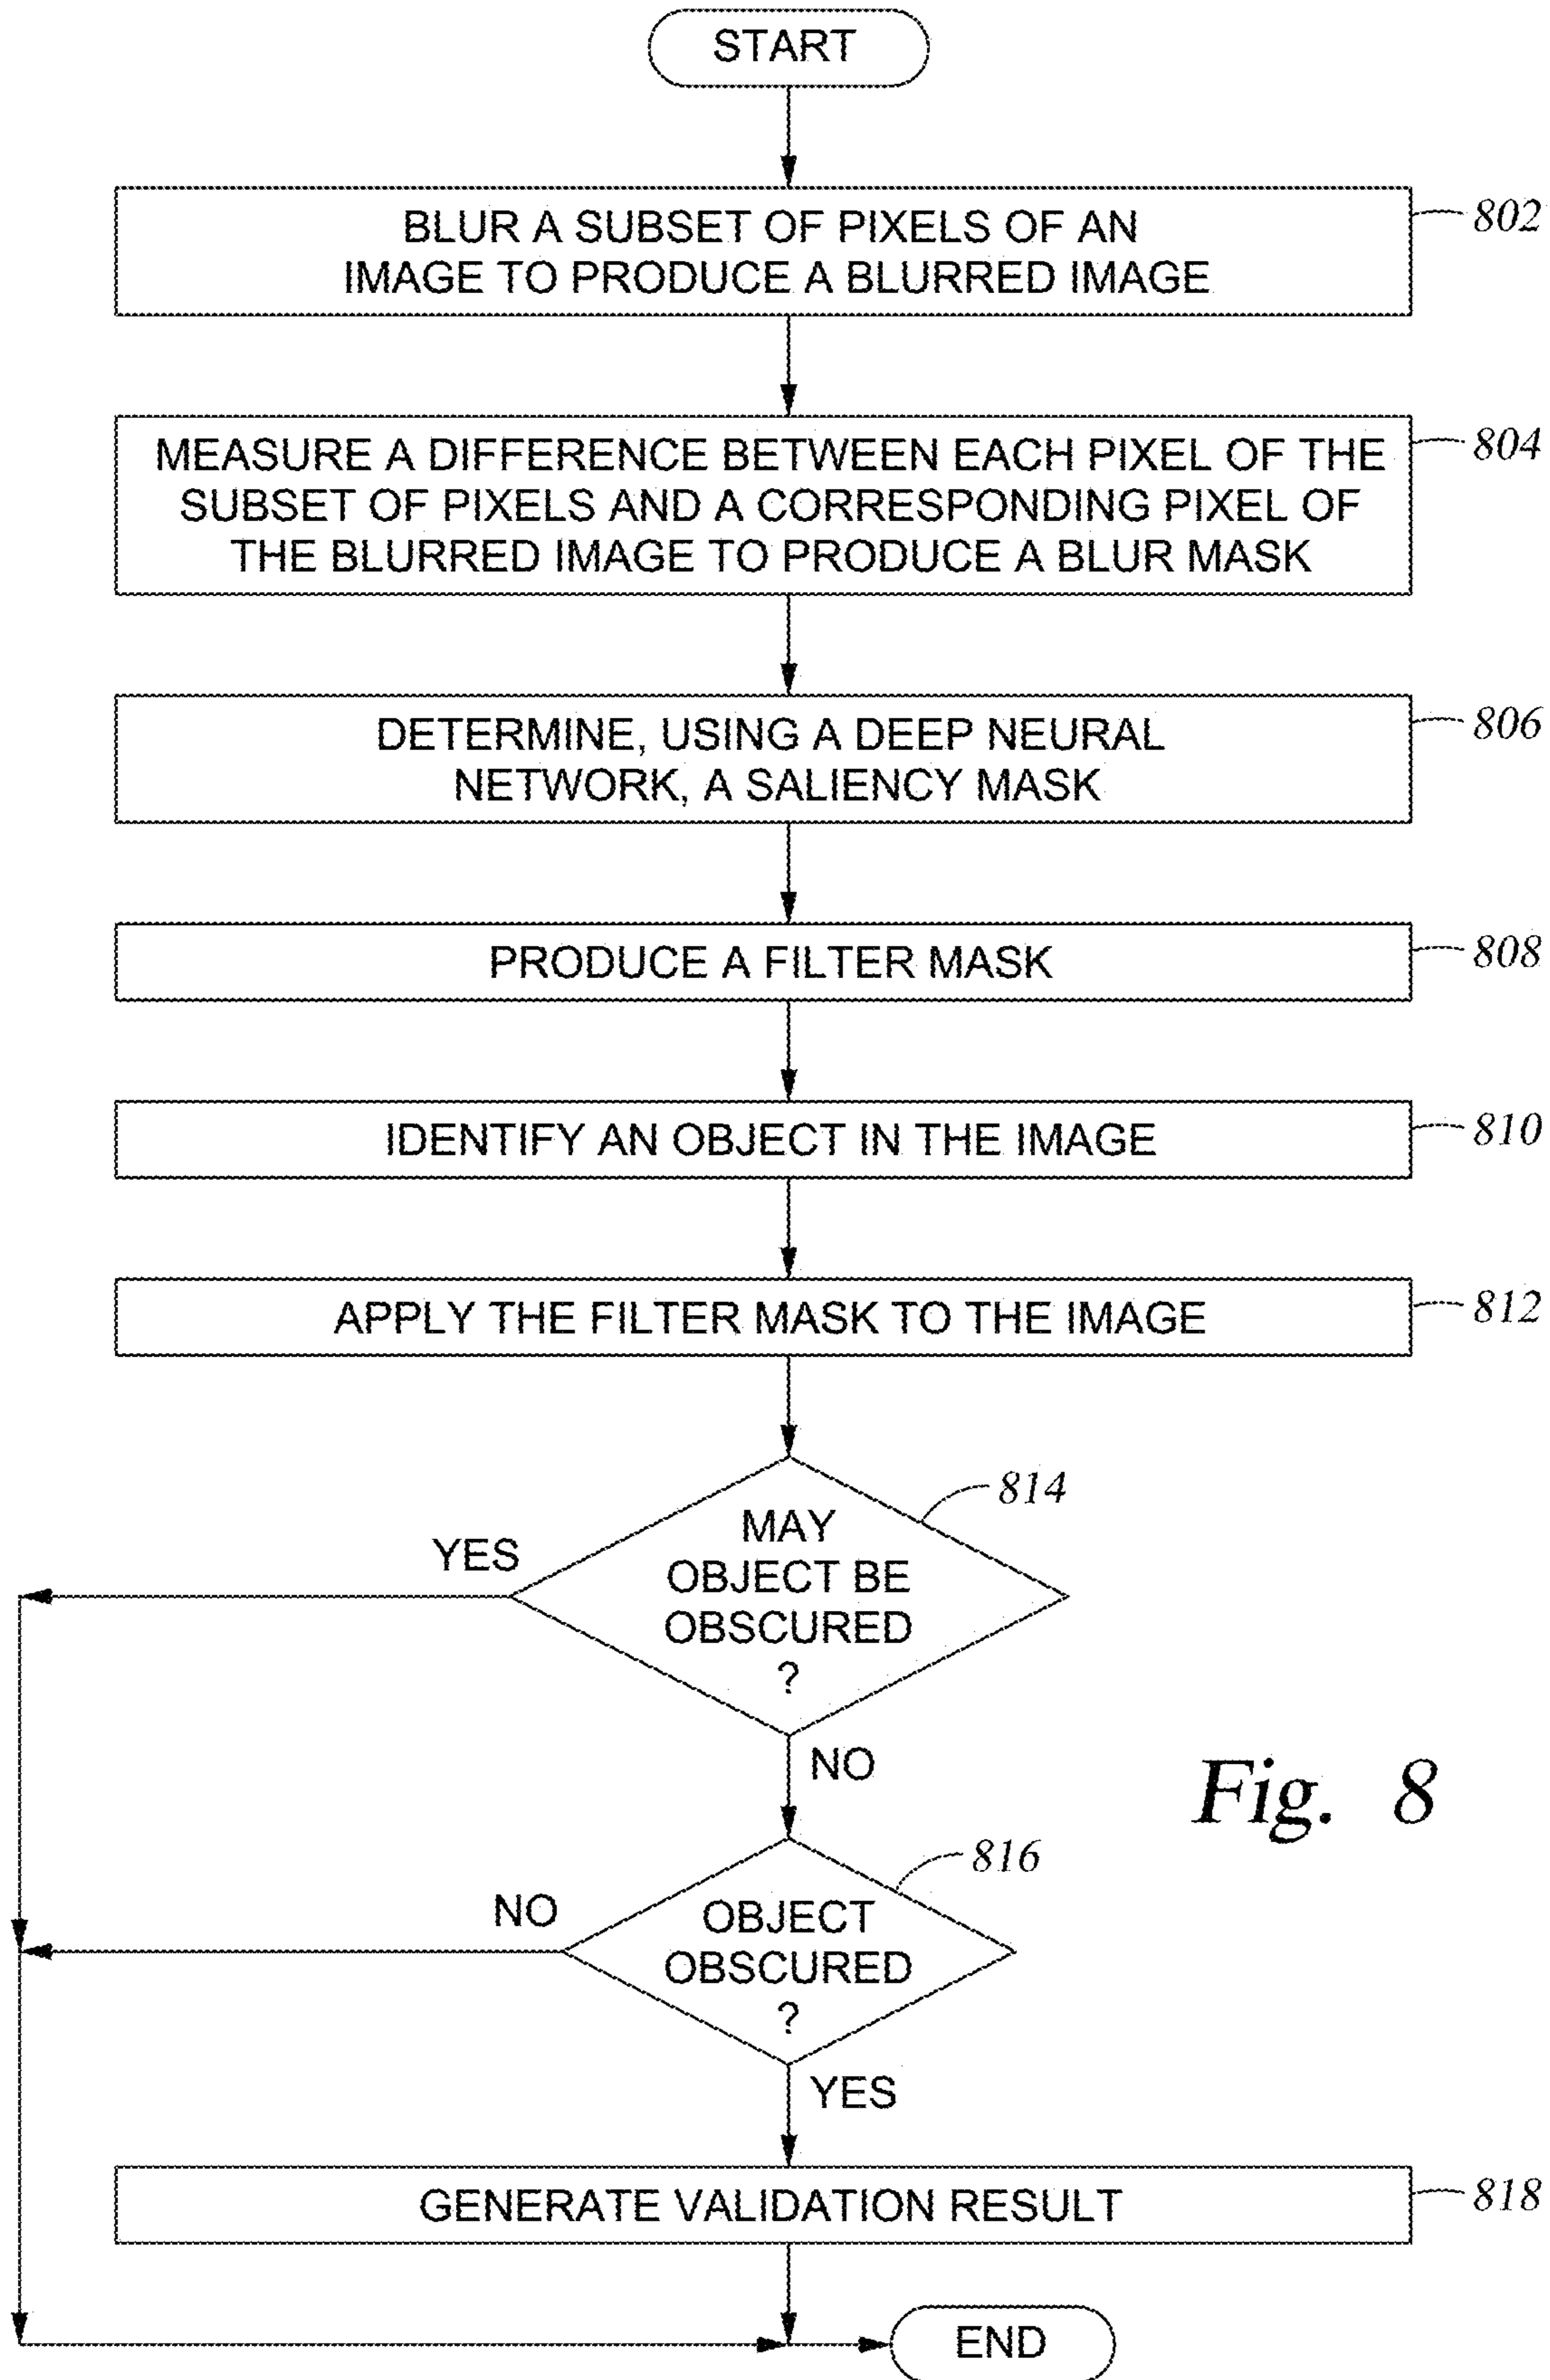 START
BLUR A SUBSET OF PIXELS OF AN
IMAGE TO PRODUCE A BLURRED IMAGE
802
MEASURE A DIFFERENCE BETWEEN EACH PIXEL OF THE
SUBSET OF PIXELS AND A CORRESPONDING PIXEL OF
THE BLURRED IMAGE TO PRODUCE A BLUR MASK
804
DETERMINE, USING A DEEP NEURAL
NETWORK, A SALIENCY MASK
806
PRODUCE A FILTER MASK
808
IDENTIFY AN OBJECT IN THE IMAGE
810
APPLY THE FILTER MASK TO THE IMAGE
812
814
MAY
OBJECT BE
OBSCURED
?
YES
NO
Fig. 8
816
OBJECT
OBSCURED
?
NO
YES
GENERATE VALIDATION RESULT
818
END